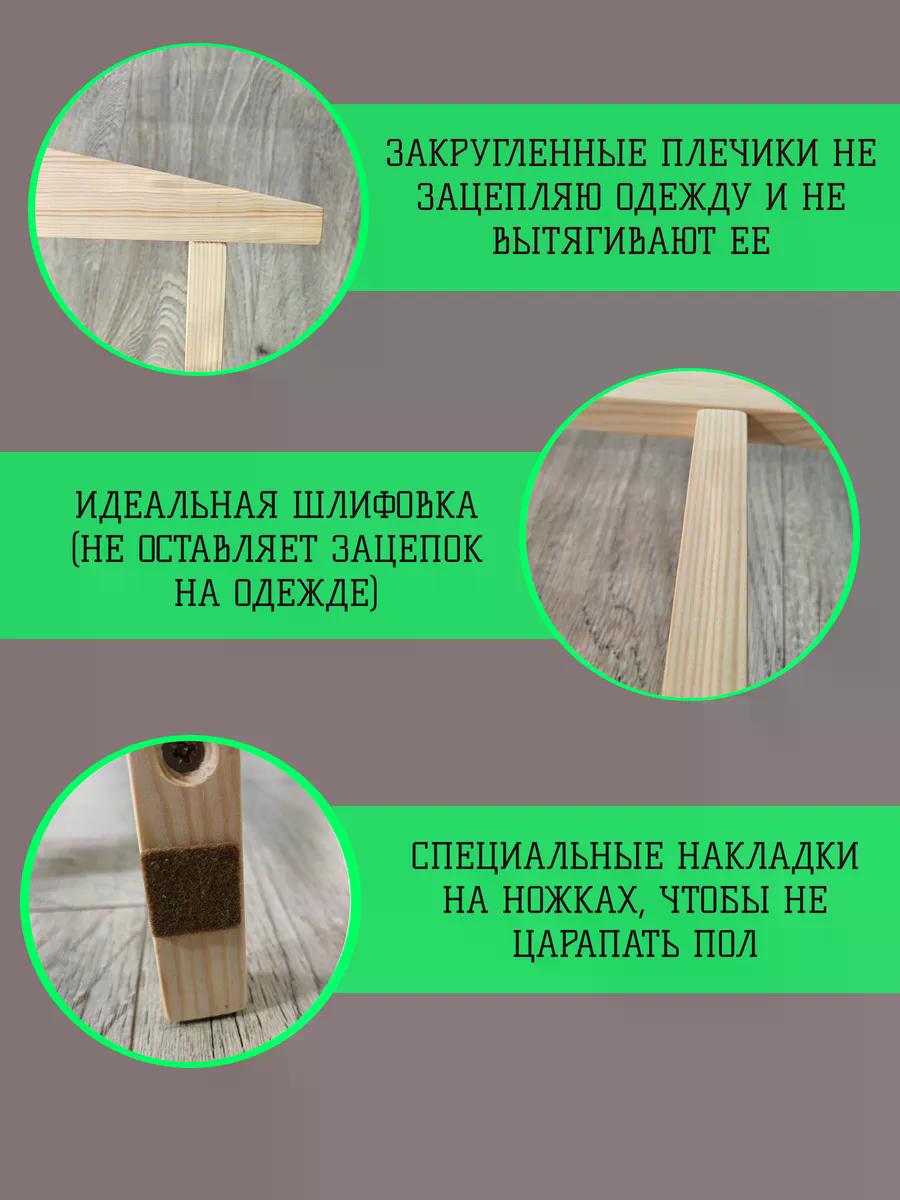 ЗАКРУГЛЕННЫЕ ПЛЕЧИКИ НЕ
ЗАЦЕПЛЯЮ ОДЕЖДУ И НЕ
ВЫТЯГИВАЮТ ЕЕ
ИДЕАЛЬНАЯ ШЛИФОВКА
(НЕ ОСТАВЛЯЕТ ЗАЦЕПОК
НА ОДЕЖДЕ)
СПЕЦИАЛЬНЫЕ НАКЛАДКИ
НА НОЖКАХ, ЧТОБЫ НЕ
ЦАРАПАТЬ ПОЛ